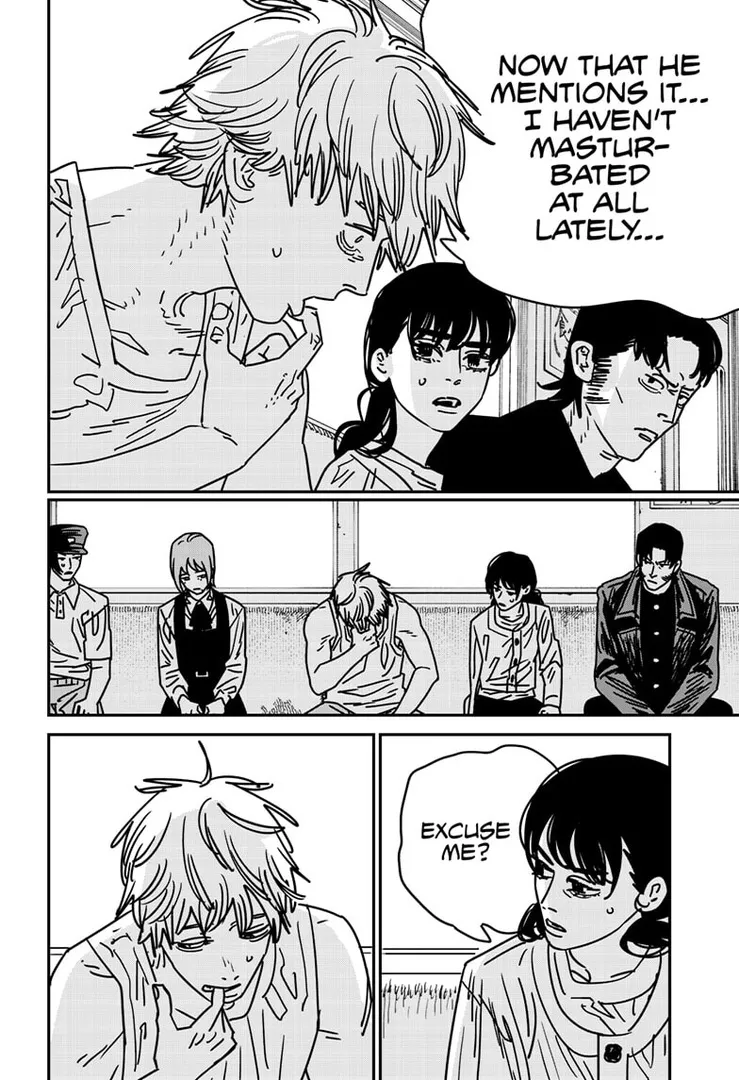 NOW THAT HE
MENTIONS IT...
I HAVEN'T
MASTUR-
BATED
AT ALL
LATELY...
EXCUSE
ME?